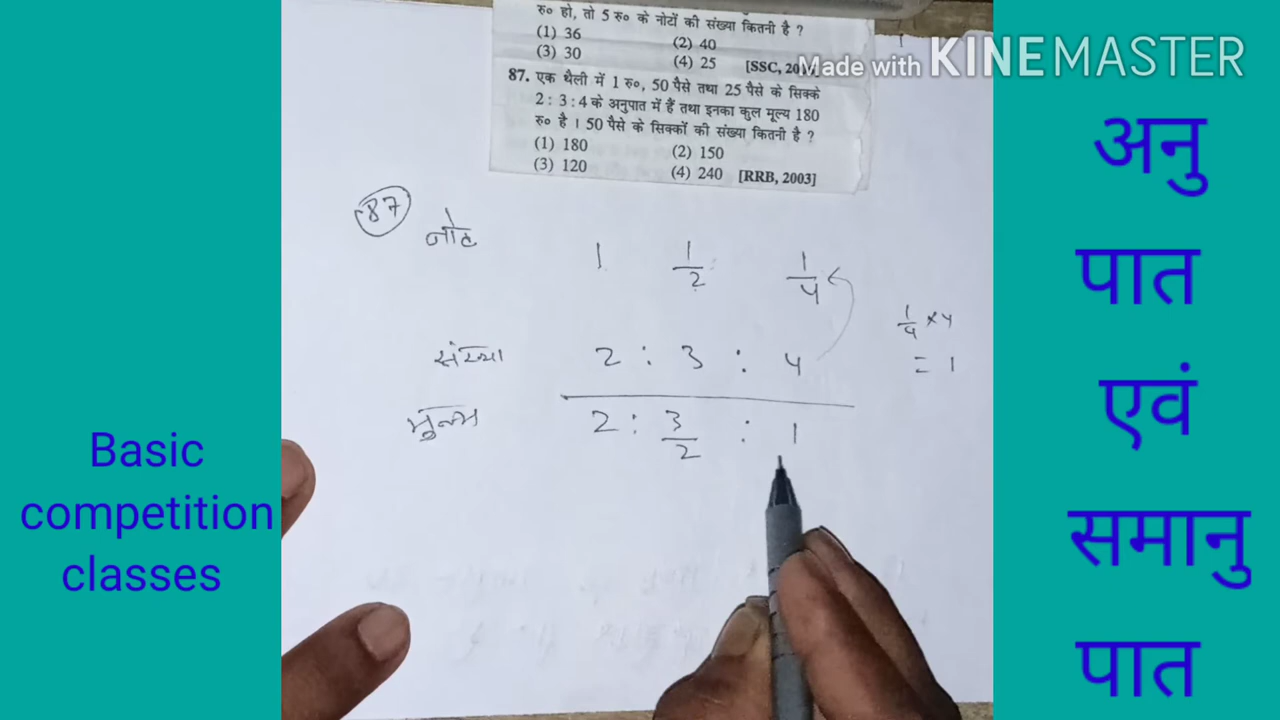 रु० हो, तो 5 रु० के नोटों की संख्या कितनी है ?
(1) 36 (2) 40
(3) 30 (4) 25 [SSC,
87. एक थैली में 1 रु०, 50 पैसे तथा 25 पैसे के सिक्के
2 : 3 : 4 के अनुपात में हैं तथा इनका कुल मूल्य 180
रु० है । 50 पैसे के सिक्कों की संख्या कितनी है ?
(1) 180 (2) 150
(3) 120 (4) 240 [RRB, 2003]
Made with KINEMASTER
87
नोट 1 1/2 1/4
1/4 × 4
= 1
संख्या 2 : 3 : 4
मूल्य 2 : 3/2 : 1
Basic
competition
classes
अनु
पात
एवं
समानु
पात